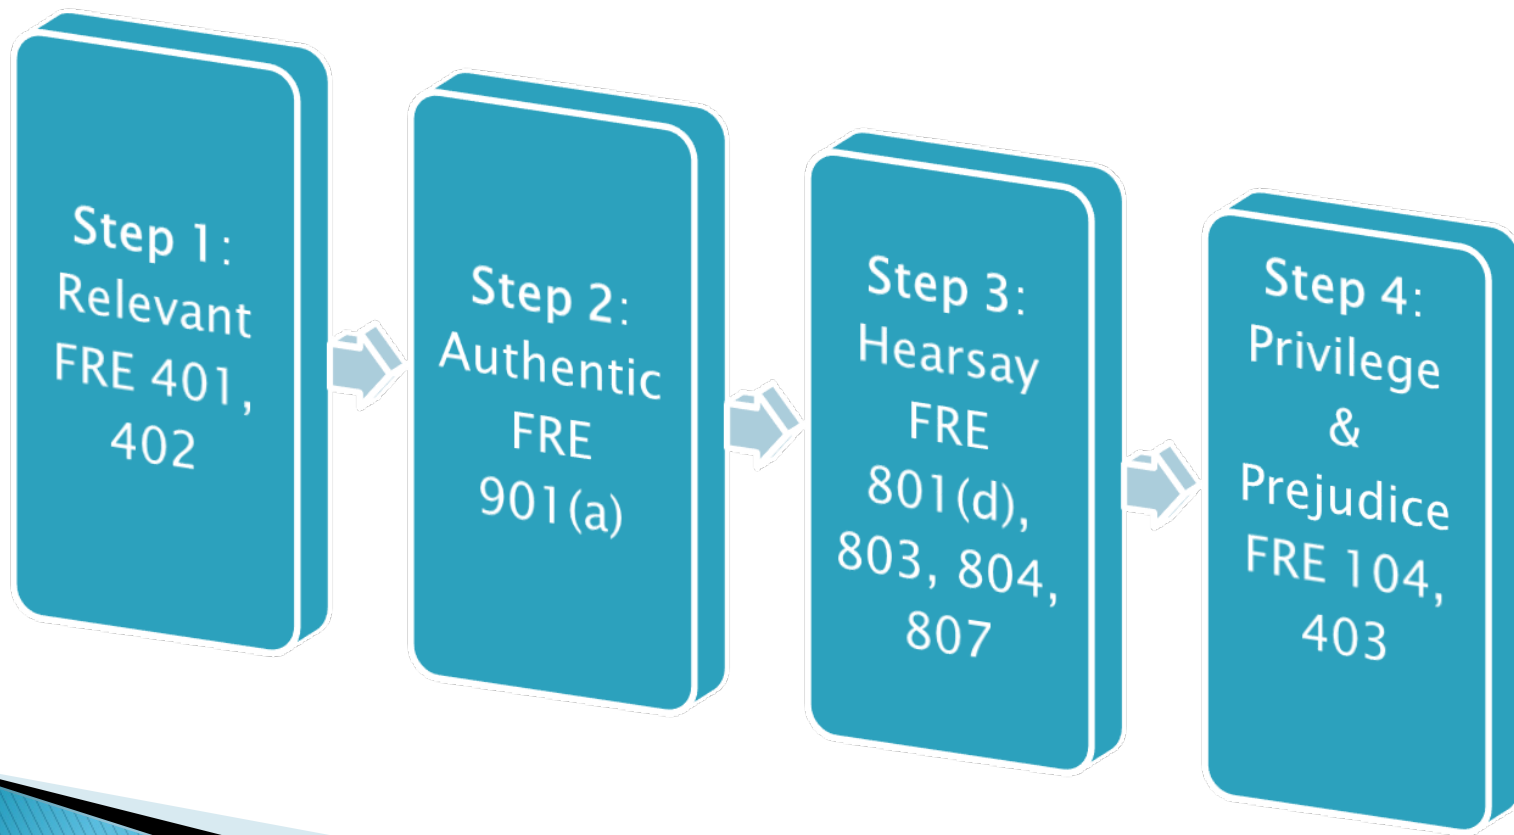 Step 1:
Relevant
FRE 401,
402
Step 2:
Authentic
FRE
901(a)
Step 3:
Hearsay
FRE
801(d),
803, 804,
807
Step 4:
Privilege
&
Prejudice
FRE 104,
403